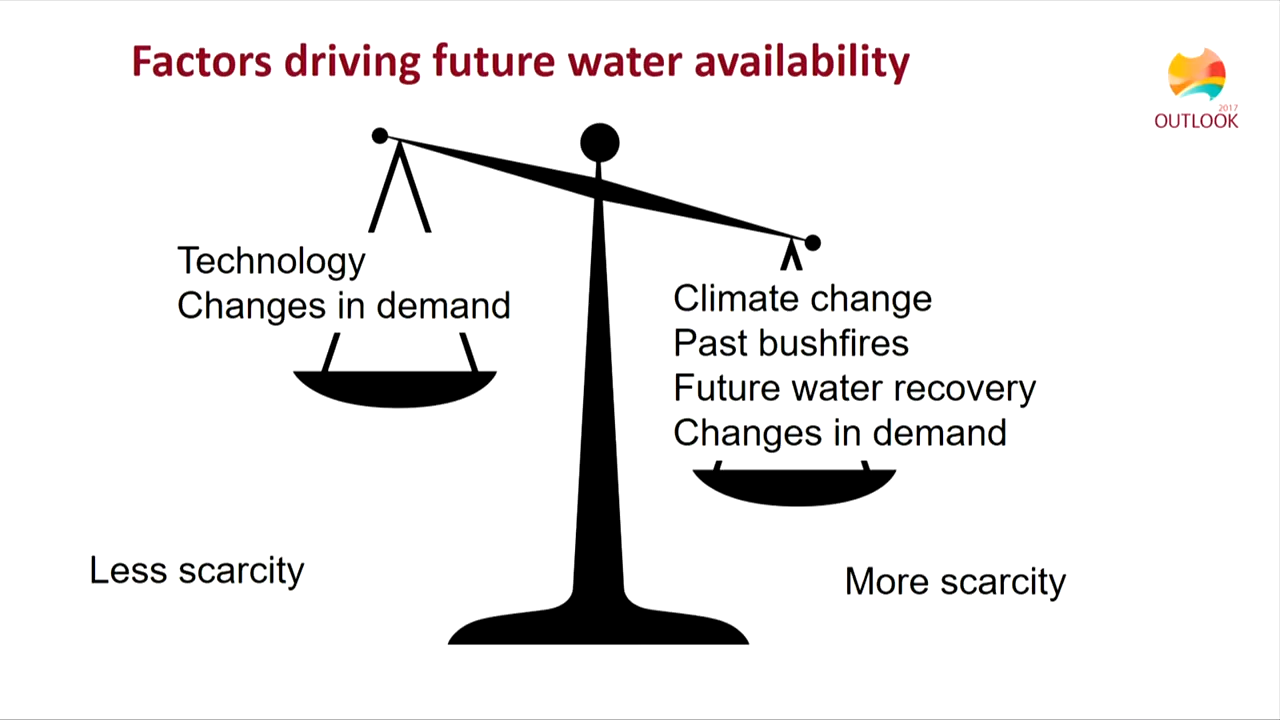 Factors driving future water availability
2017
OUTLOOK
Technology
Changes in demand
Climate change
Past bushfires
Future water recovery
Changes in demand
Less scarcity
More scarcity